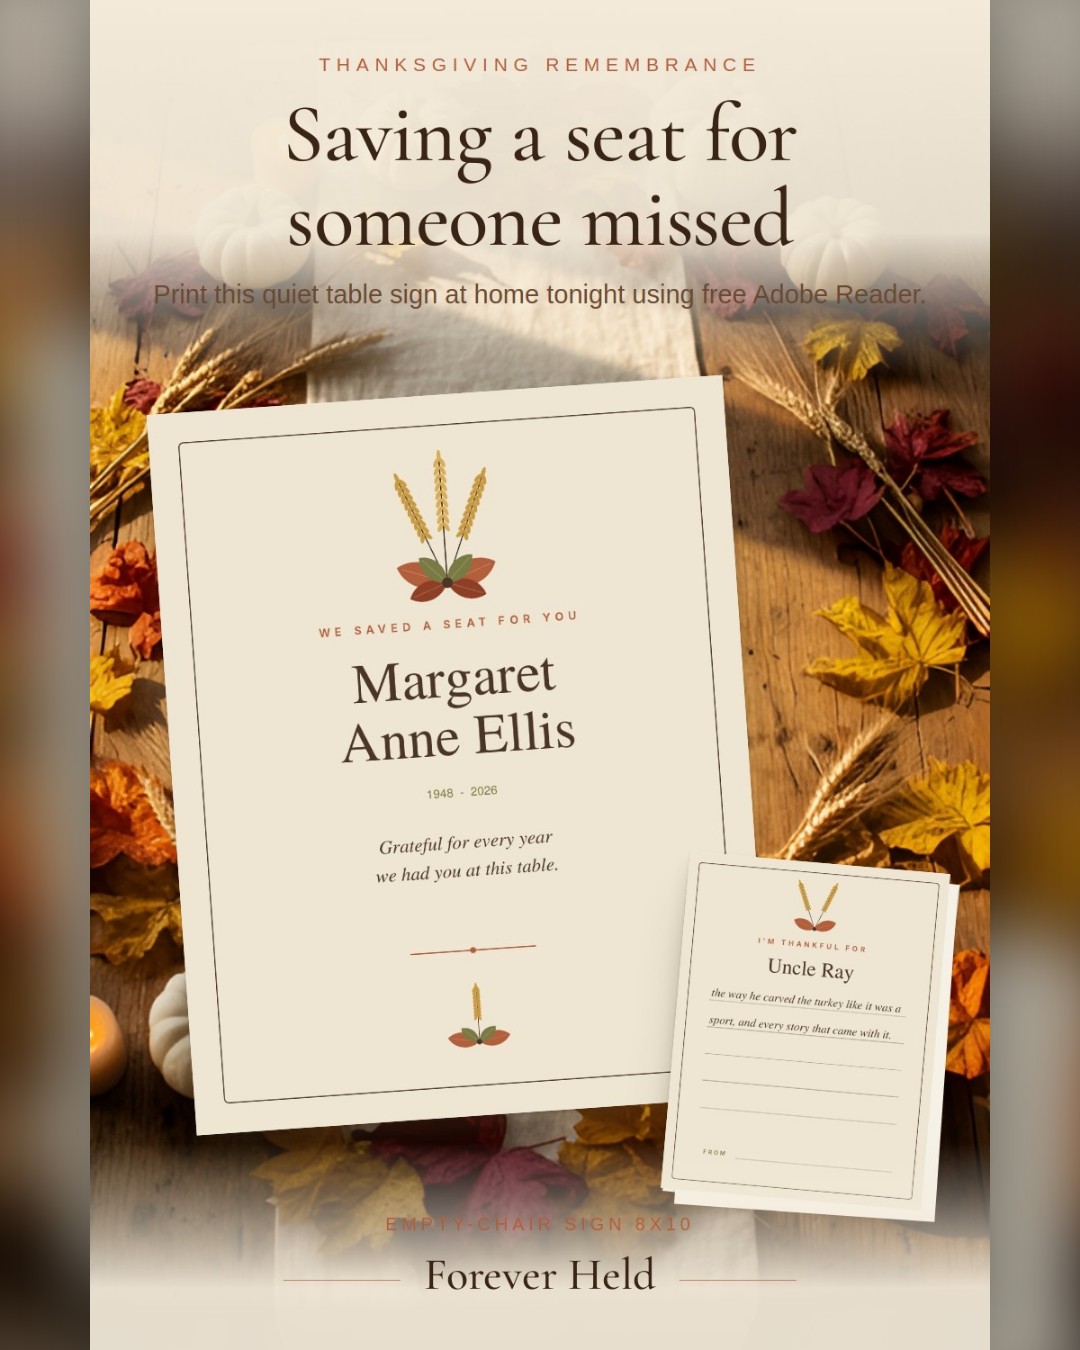 THANKSGIVING REMEMBRANCE
Saving a seat for
someone missed
Print this quiet table sign at home tonight using free Adobe Reader.
WE SAVED A SEAT FOR YOU
Margaret
Anne Ellis
1948 - 2026
Grateful for every year
we had you at this table.
I'M THANKFUL FOR
Uncle Ray
the way he carved the turkey like it was a
sport, and every story that came with it.
FROM
EMPTY-CHAIR SIGN 8X10
Forever Held